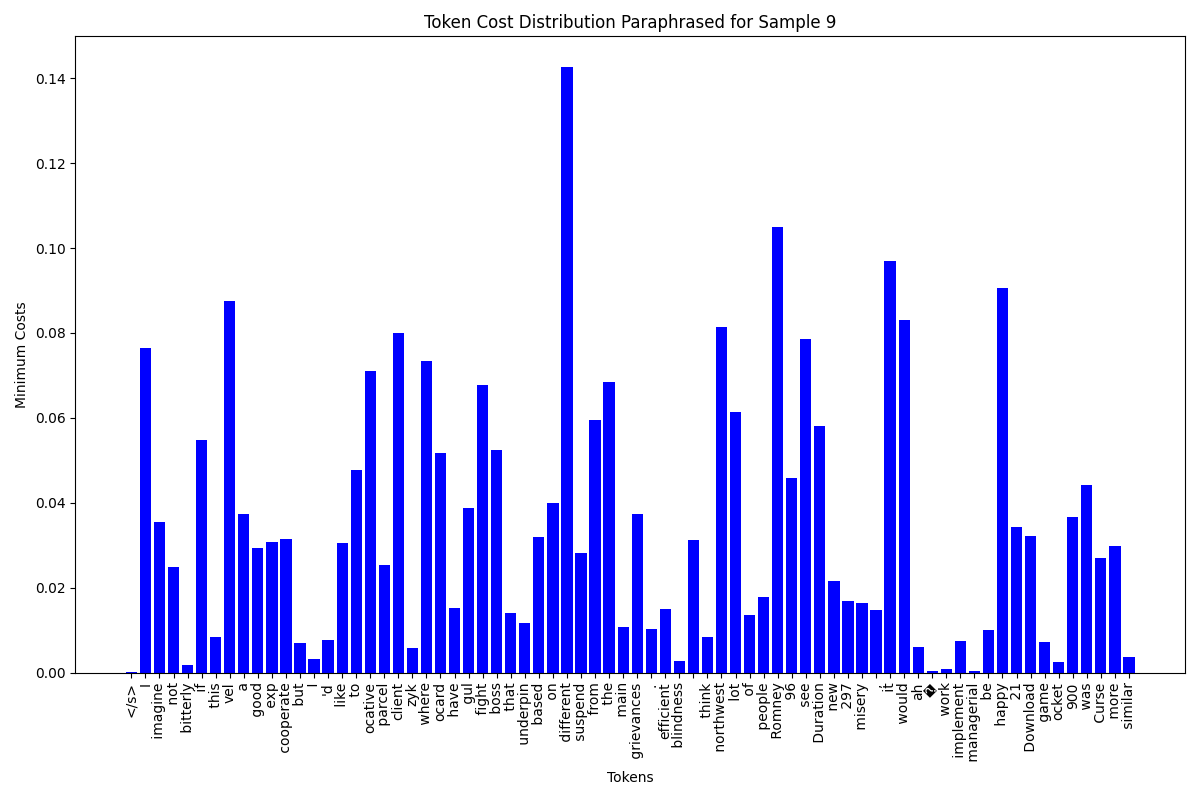 Token Cost Distribution Paraphrased for Sample 9
Minimum Costs
0.14
0.12
0.10
0.08
0.06
0.04
0.02
0.00
</s>
I
imagine
not
bitterly
if
this
vel
a
good
exp
cooperate
but
I
'd
like
to
ocative
parcel
client
zyk
where
ocard
have
gul
fight
boss
that
underpin
based
on
different
suspend
from
the
main
grievances
.
efficient
blindness
think
northwest
lot
of
people
Romney
96
see
Duration
new
297
misery
,
it
would
ah
�
work
implement
managerial
be
happy
21
Download
game
ocket
900
was
Curse
more
similar
Tokens